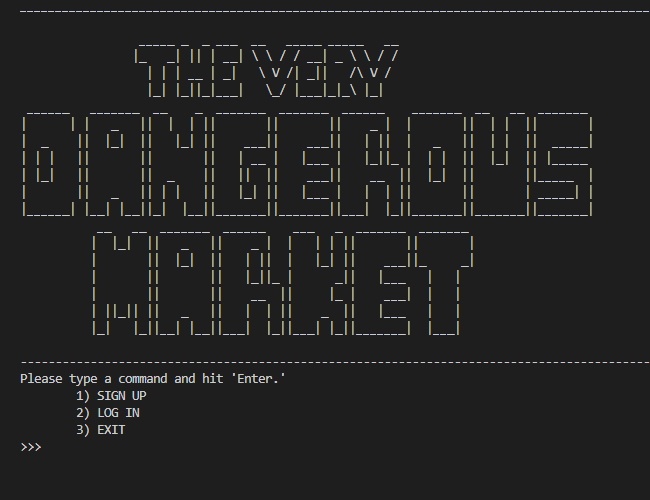 THE VERY
DANGEROUS
MARKET
Please type a command and hit 'Enter.'
1) SIGN UP
2) LOG IN
3) EXIT
>>>